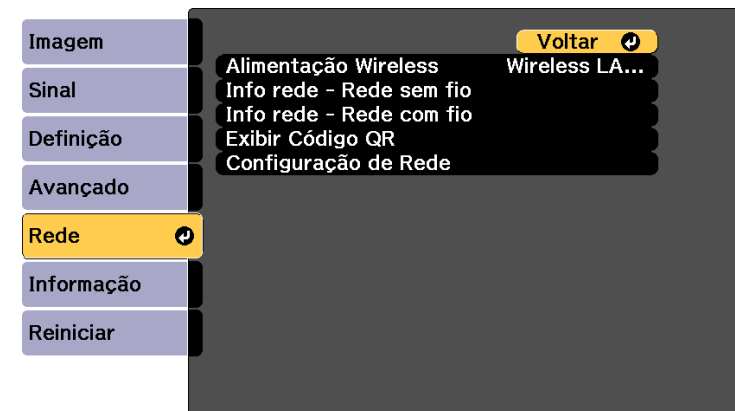 Imagem
Sinal
Definição
Avançado
Rede
Informação
Reiniciar
Voltar
Alimentação Wireless Wireless LA...
Info rede - Rede sem fio
Info rede - Rede com fio
Exibir Código QR
Configuração de Rede